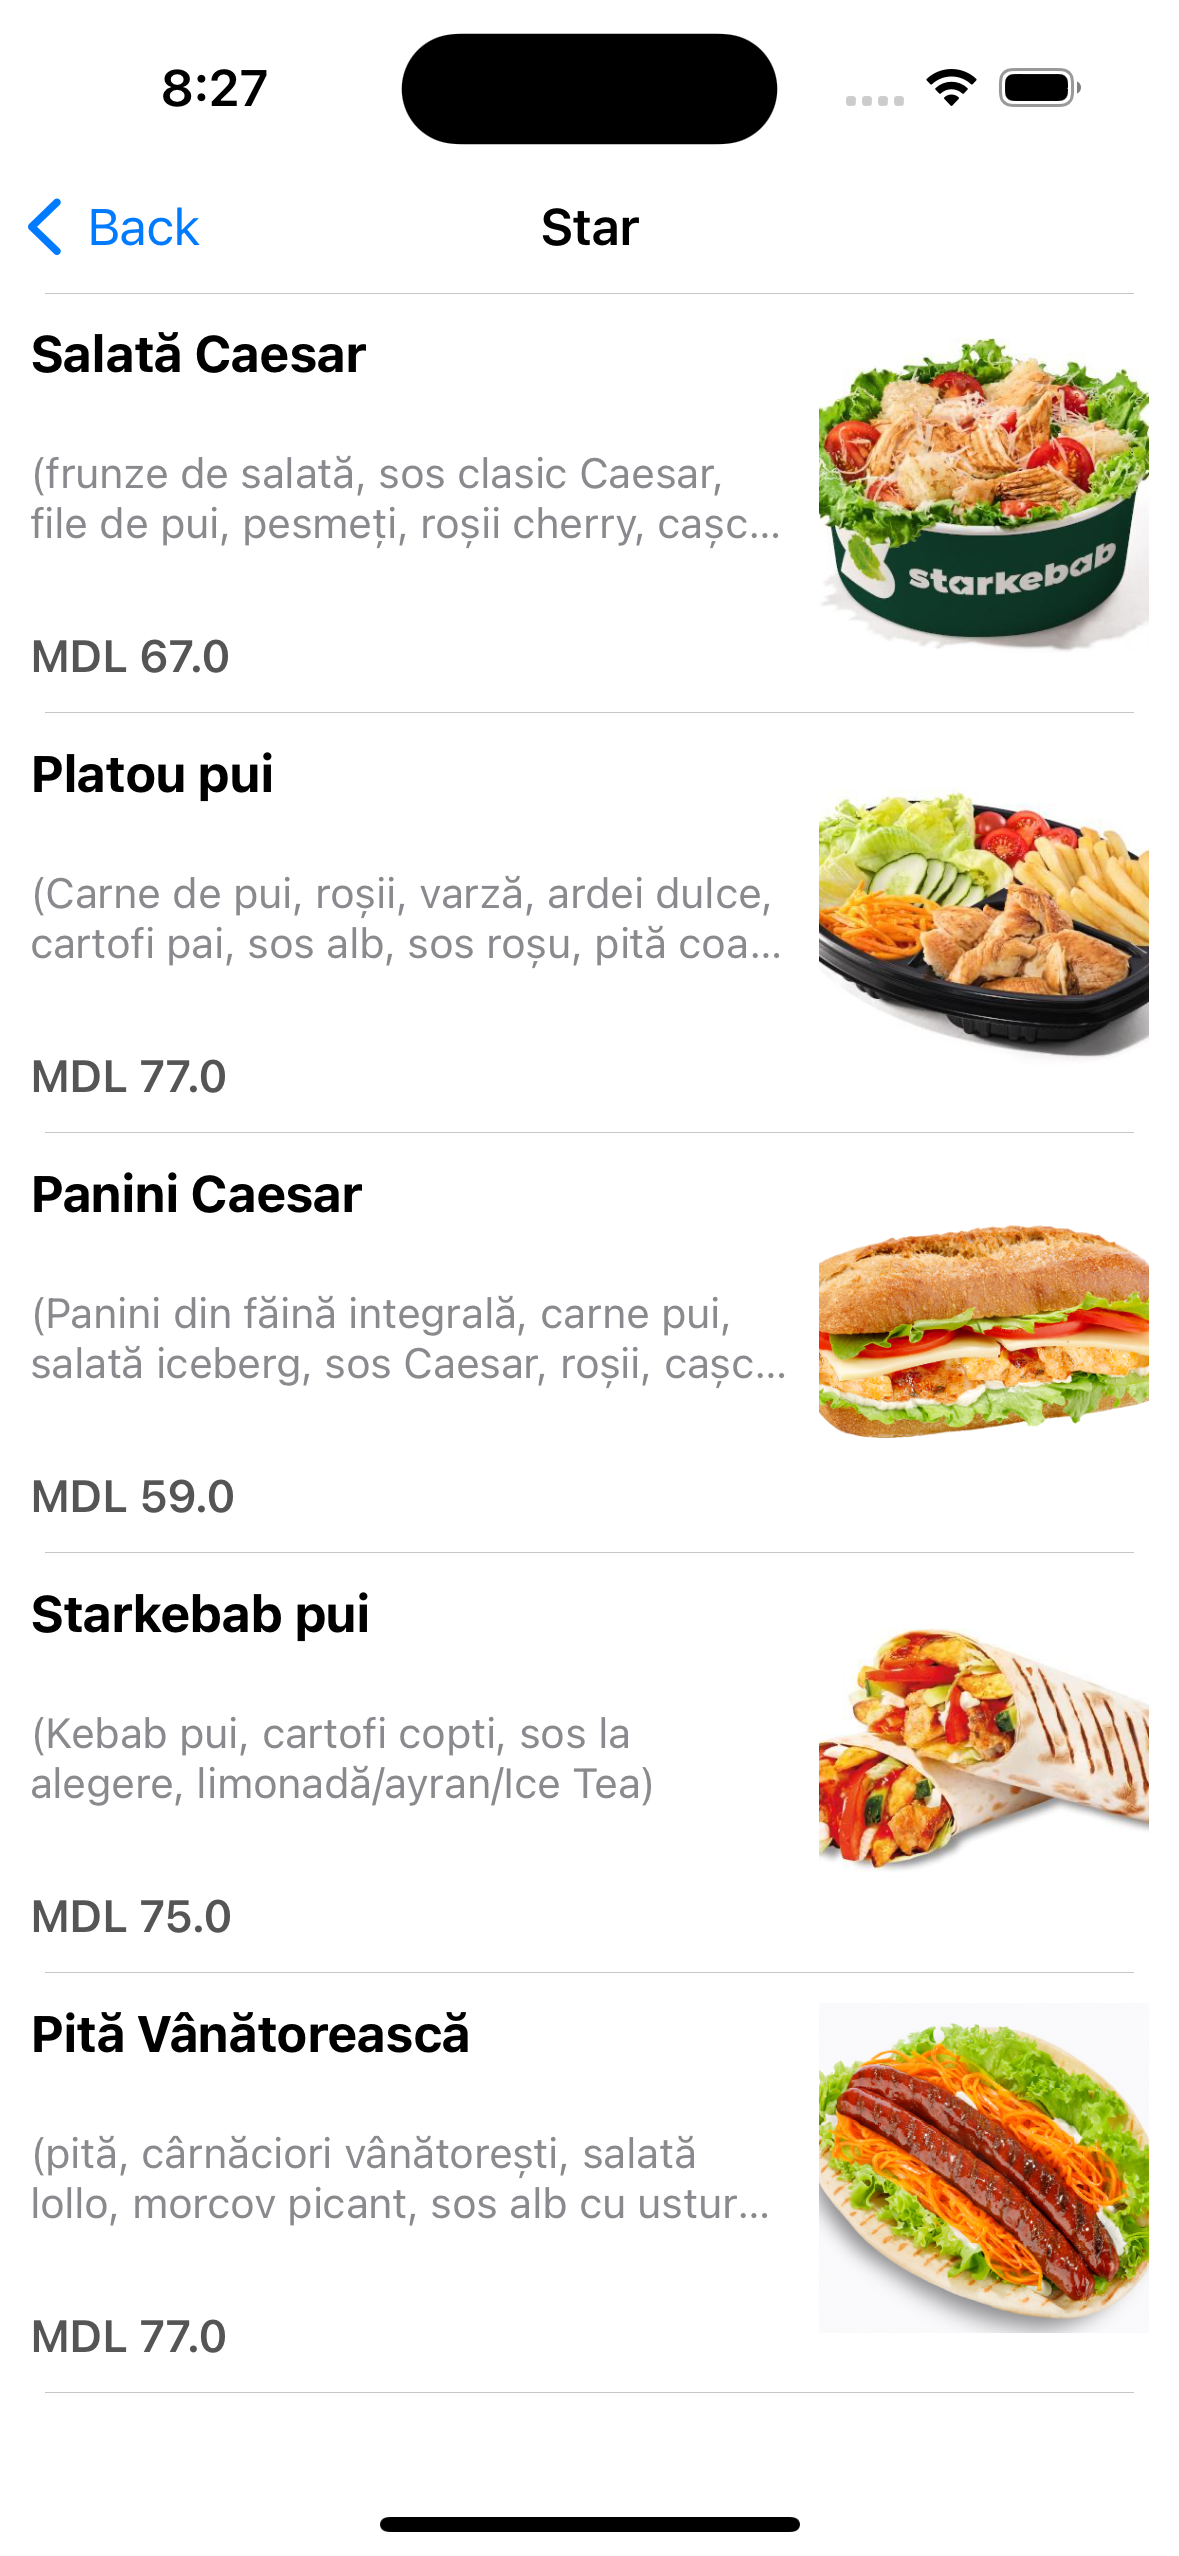 8:27
Back
Star
Salată Caesar
(frunze de salată, sos clasic Caesar,
file de pui, pesmeți, roșii cherry, cașc...
MDL 67.0
starkebab
Platou pui
(Carne de pui, roșii, varză, ardei dulce,
cartofi pai, sos alb, sos roșu, pită coa...
MDL 77.0
Panini Caesar
(Panini din făină integrală, carne pui,
salată iceberg, sos Caesar, roșii, cașc...
MDL 59.0
Starkebab pui
(Kebab pui, cartofi copti, sos la
alegere, limonadă/ayran/Ice Tea)
MDL 75.0
Pită Vânătorească
(pită, cârnăciori vânătorești, salată
lollo, morcov picant, sos alb cu ustur...
MDL 77.0